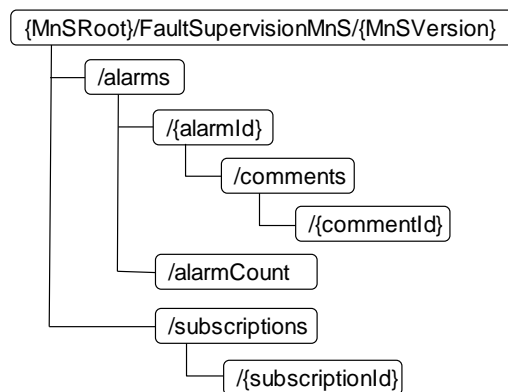 {MnSRoot}/FaultSupervisionMnS/{MnSVersion}
/alarms
/{alarmId}
/comments
/{commentId}
/alarmCount
/subscriptions
/{subscriptionId}